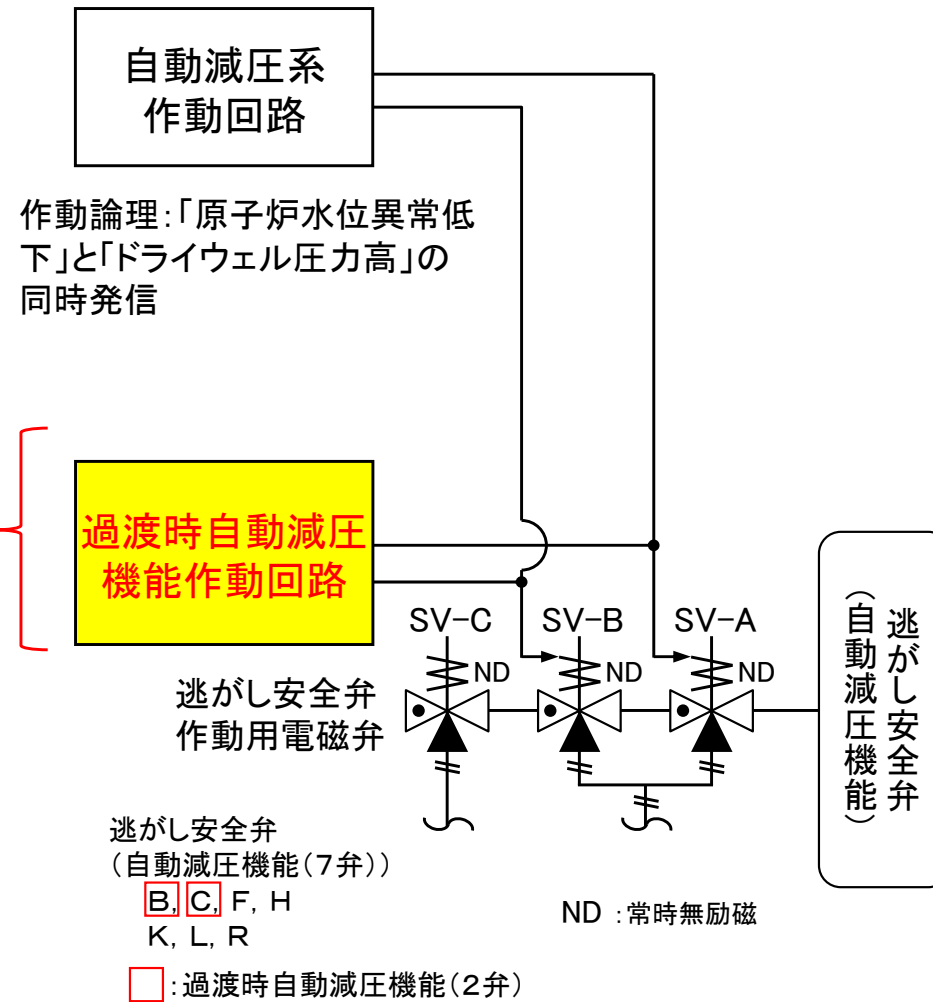 自動減圧系
作動回路
作動論理:「原子炉水位異常低
下」と「ドライウェル圧力高」の
同時発信
過渡時自動減圧
機能作動回路
SV-C
SV-B
SV-A
ND
ND
ND
逃がし安全弁
作動用電磁弁
逃がし安全弁
(自動減圧機能)
逃がし安全弁
(自動減圧機能(7弁))
B, C, F, H
K, L, R
ND :常時無励磁
:過渡時自動減圧機能(2弁)